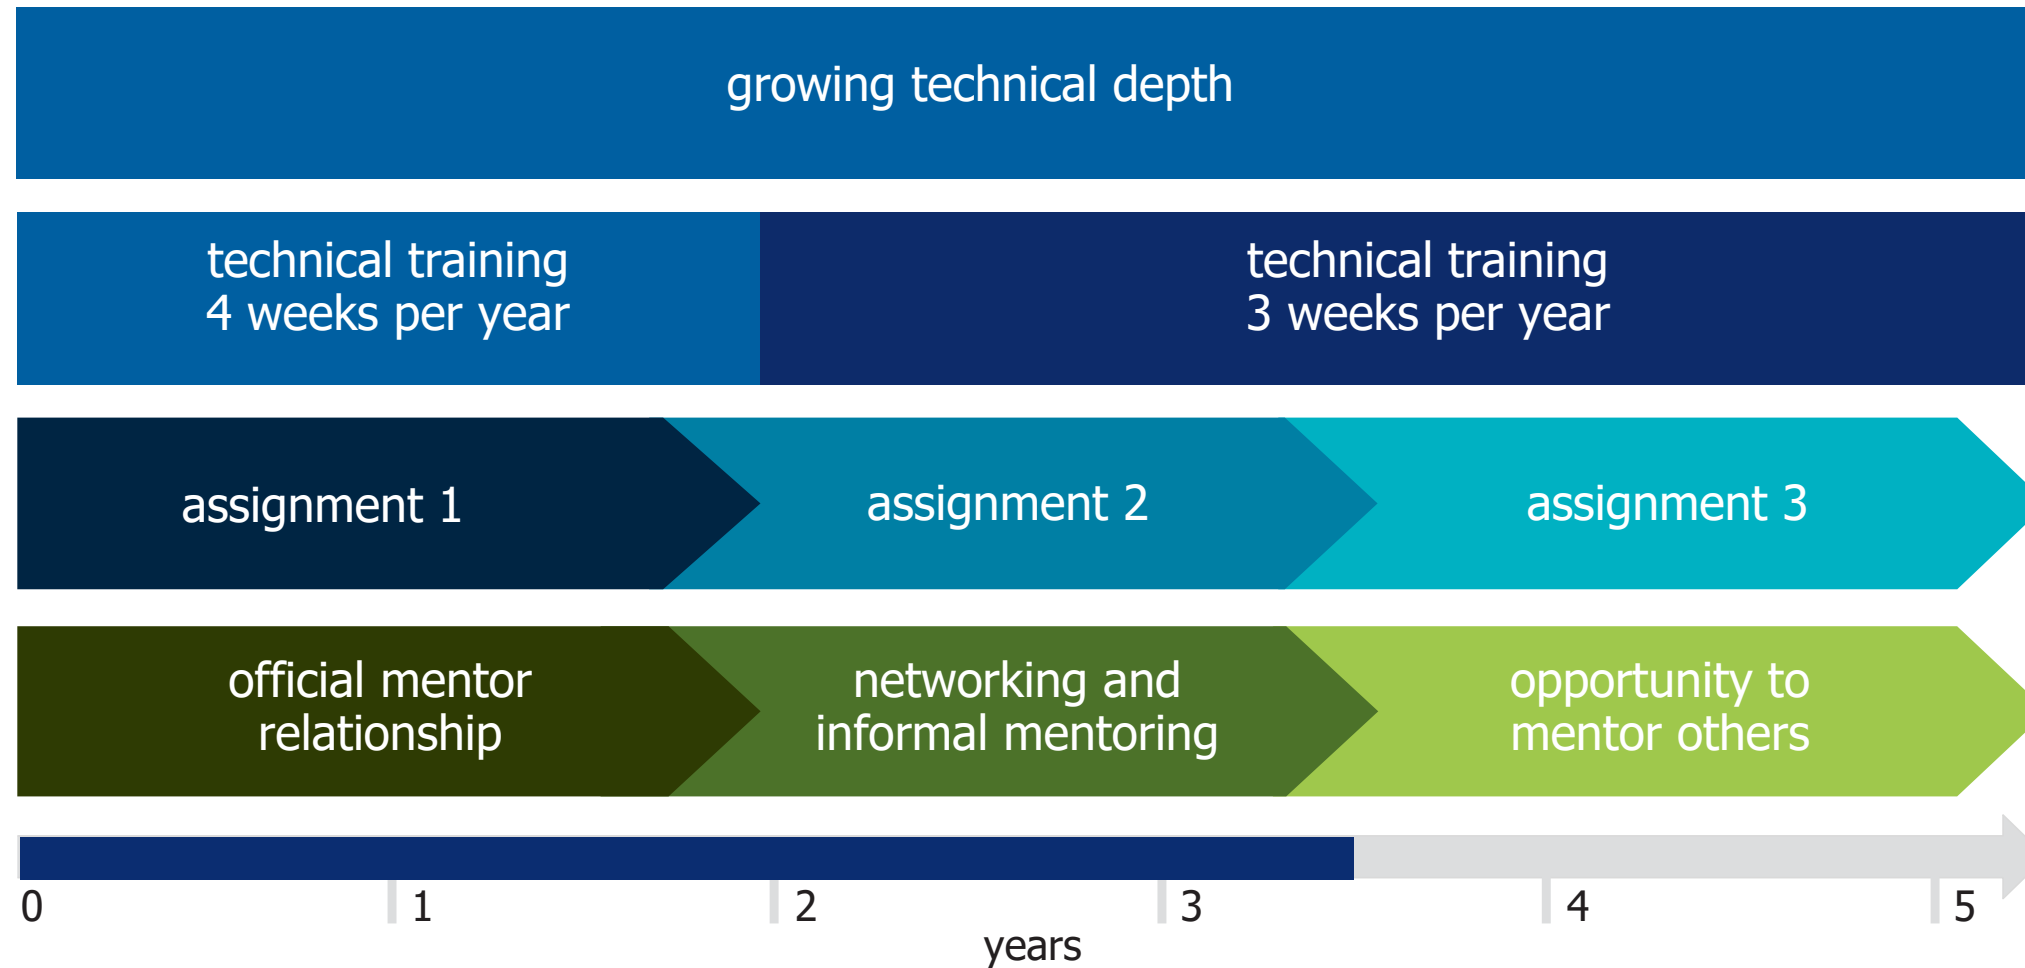 growing technical depth
technical training
4 weeks per year
technical training
3 weeks per year
assignment 1
assignment 2
assignment 3
official mentor
relationship
networking and
informal mentoring
opportunity to
mentor others
0
1
2
3
4
5
years